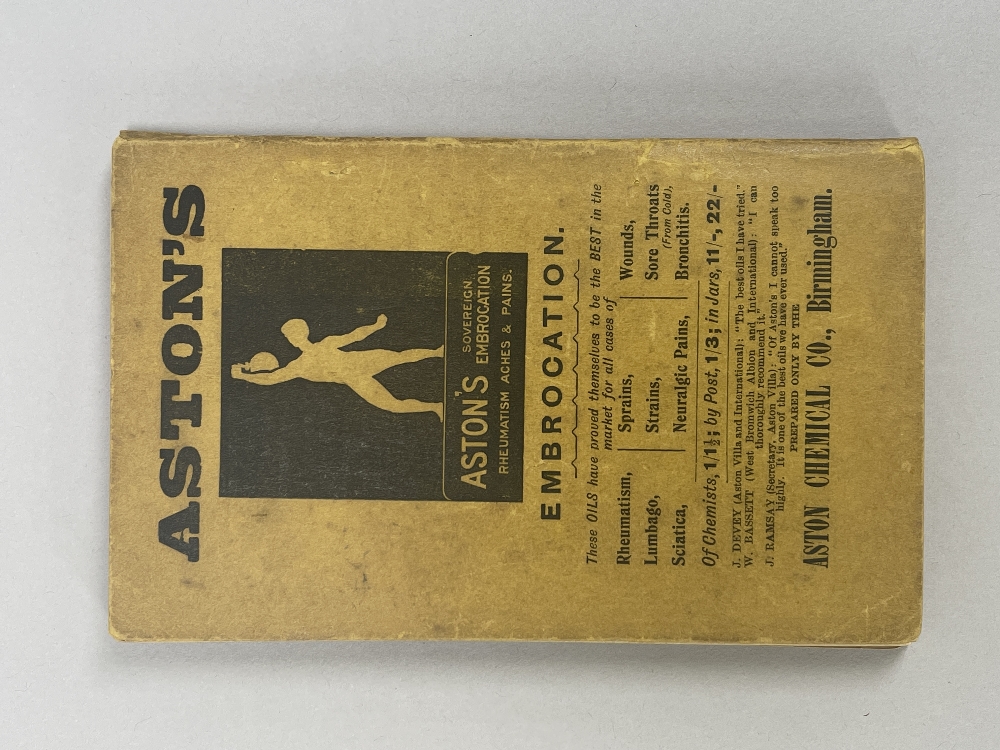 ASTON'S
ASTON'S SOVEREIGN EMBROCATION
RHEUMATISM ACHES & PAINS.
EMBROCATION.
These OILS have proved themselves to be the BEST in the
market for all cases of
Rheumatism, Sprains, Wounds,
Lumbago, Strains, Sore Throats
(From Cold),
Sciatica, Neuralgic Pains, Bronchitis.
Of Chemists, 1/1½; by Post, 1/3; in Jars, 11/-, 22/-
J. DEVEY (Aston Villa and International): "The best oils I have tried."
W. BASSETT (West Bromwich Albion and International): "I can
thoroughly recommend it."
J. RAMSAY (Secretary, Aston Villa): "Of Aston's I cannot speak too
highly. It is one of the best oils we have ever used."
PREPARED ONLY BY THE
ASTON CHEMICAL CO., Birmingham.